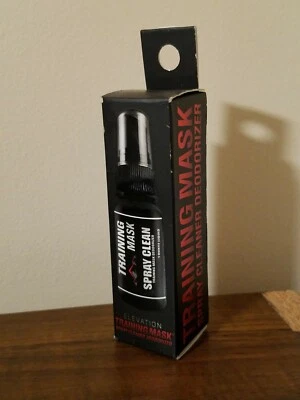 TRAINING
MASK
SPRAY CLEAN
ELEVATION
TRAINING MASK
TRAINING MASK
SPRAY CLEANER DEODORIZER